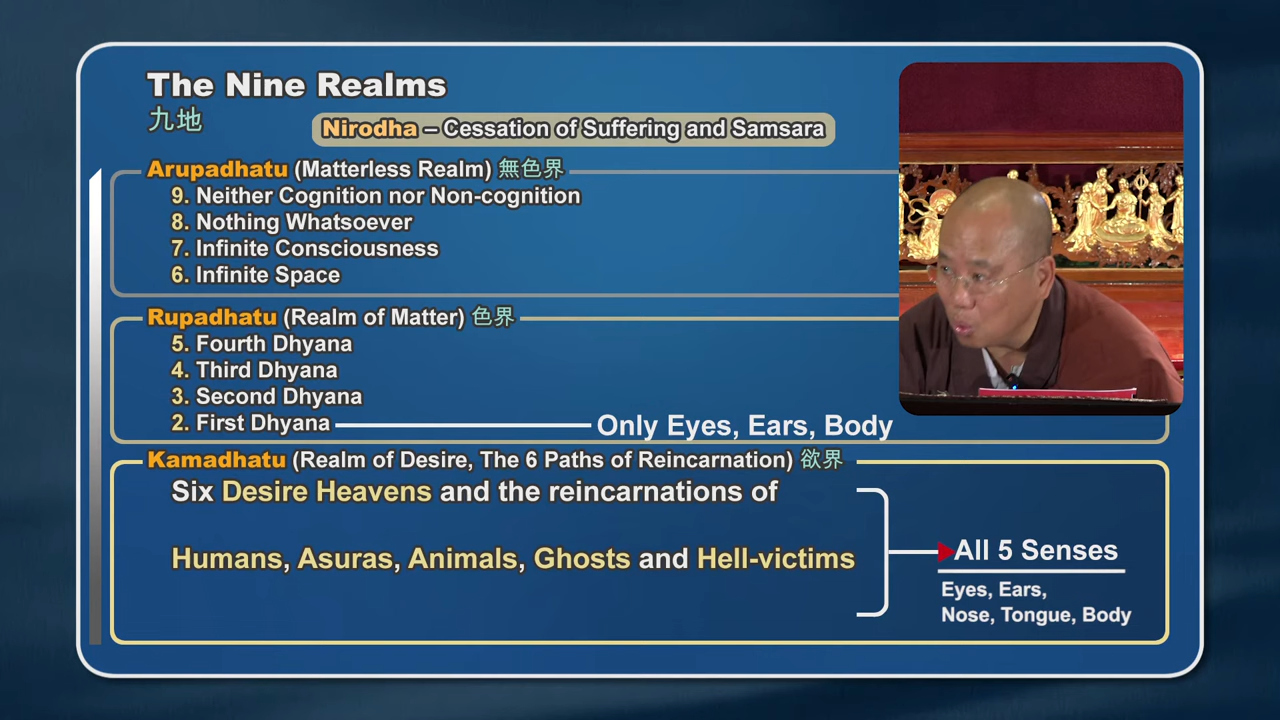 The Nine Realms
九地
Nirodha – Cessation of Suffering and Samsara
Arupadhatu (Matterless Realm) 無色界
9. Neither Cognition nor Non-cognition
8. Nothing Whatsoever
7. Infinite Consciousness
6. Infinite Space
Rupadhatu (Realm of Matter) 色界
5. Fourth Dhyana
4. Third Dhyana
3. Second Dhyana
2. First Dhyana
Only Eyes, Ears, Body
Kamadhatu (Realm of Desire, The 6 Paths of Reincarnation) 欲界
Six Desire Heavens and the reincarnations of
Humans, Asuras, Animals, Ghosts and Hell-victims
All 5 Senses
Eyes, Ears,
Nose, Tongue, Body